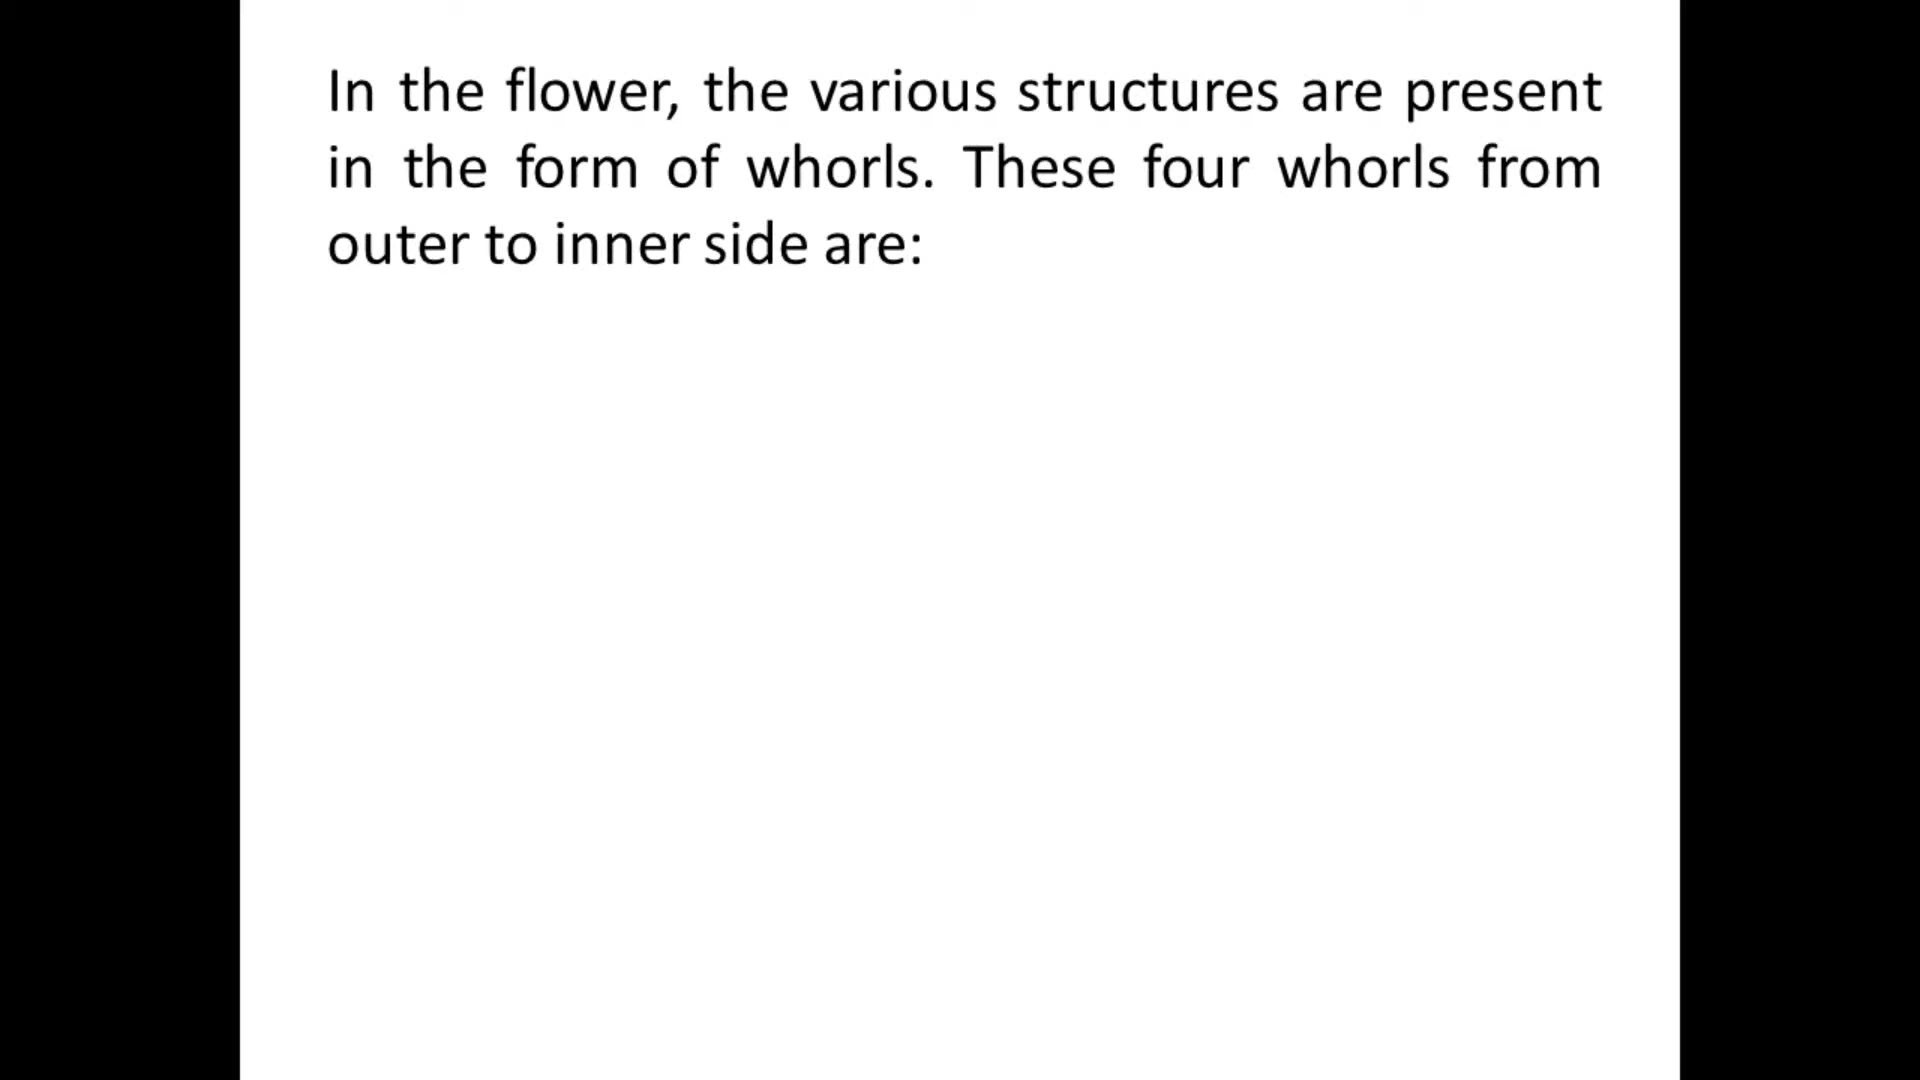 In the flower, the various structures are present
in the form of whorls. These four whorls from
outer to inner side are: